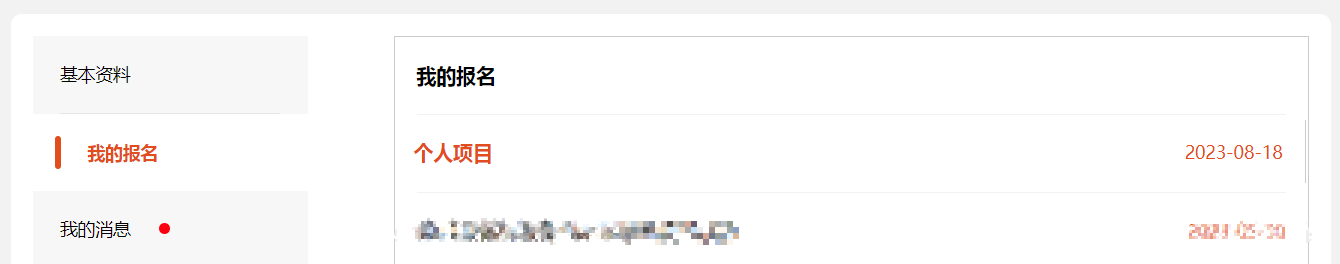 基本资料
我的报名
我的消息
我的报名
个人项目
2023-08-18